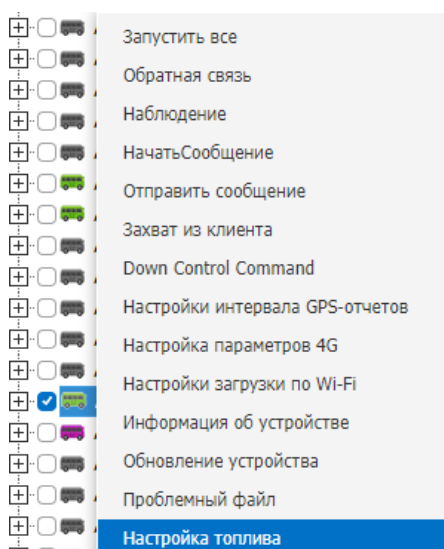 Запустить все
Обратная связь
Наблюдение
НачатьСообщение
Отправить сообщение
Захват из клиента
Down Control Command
Настройки интервала GPS-отчетов
Настройка параметров 4G
Настройки загрузки по Wi-Fi
Информация об устройстве
Обновление устройства
Проблемный файл
Настройка топлива